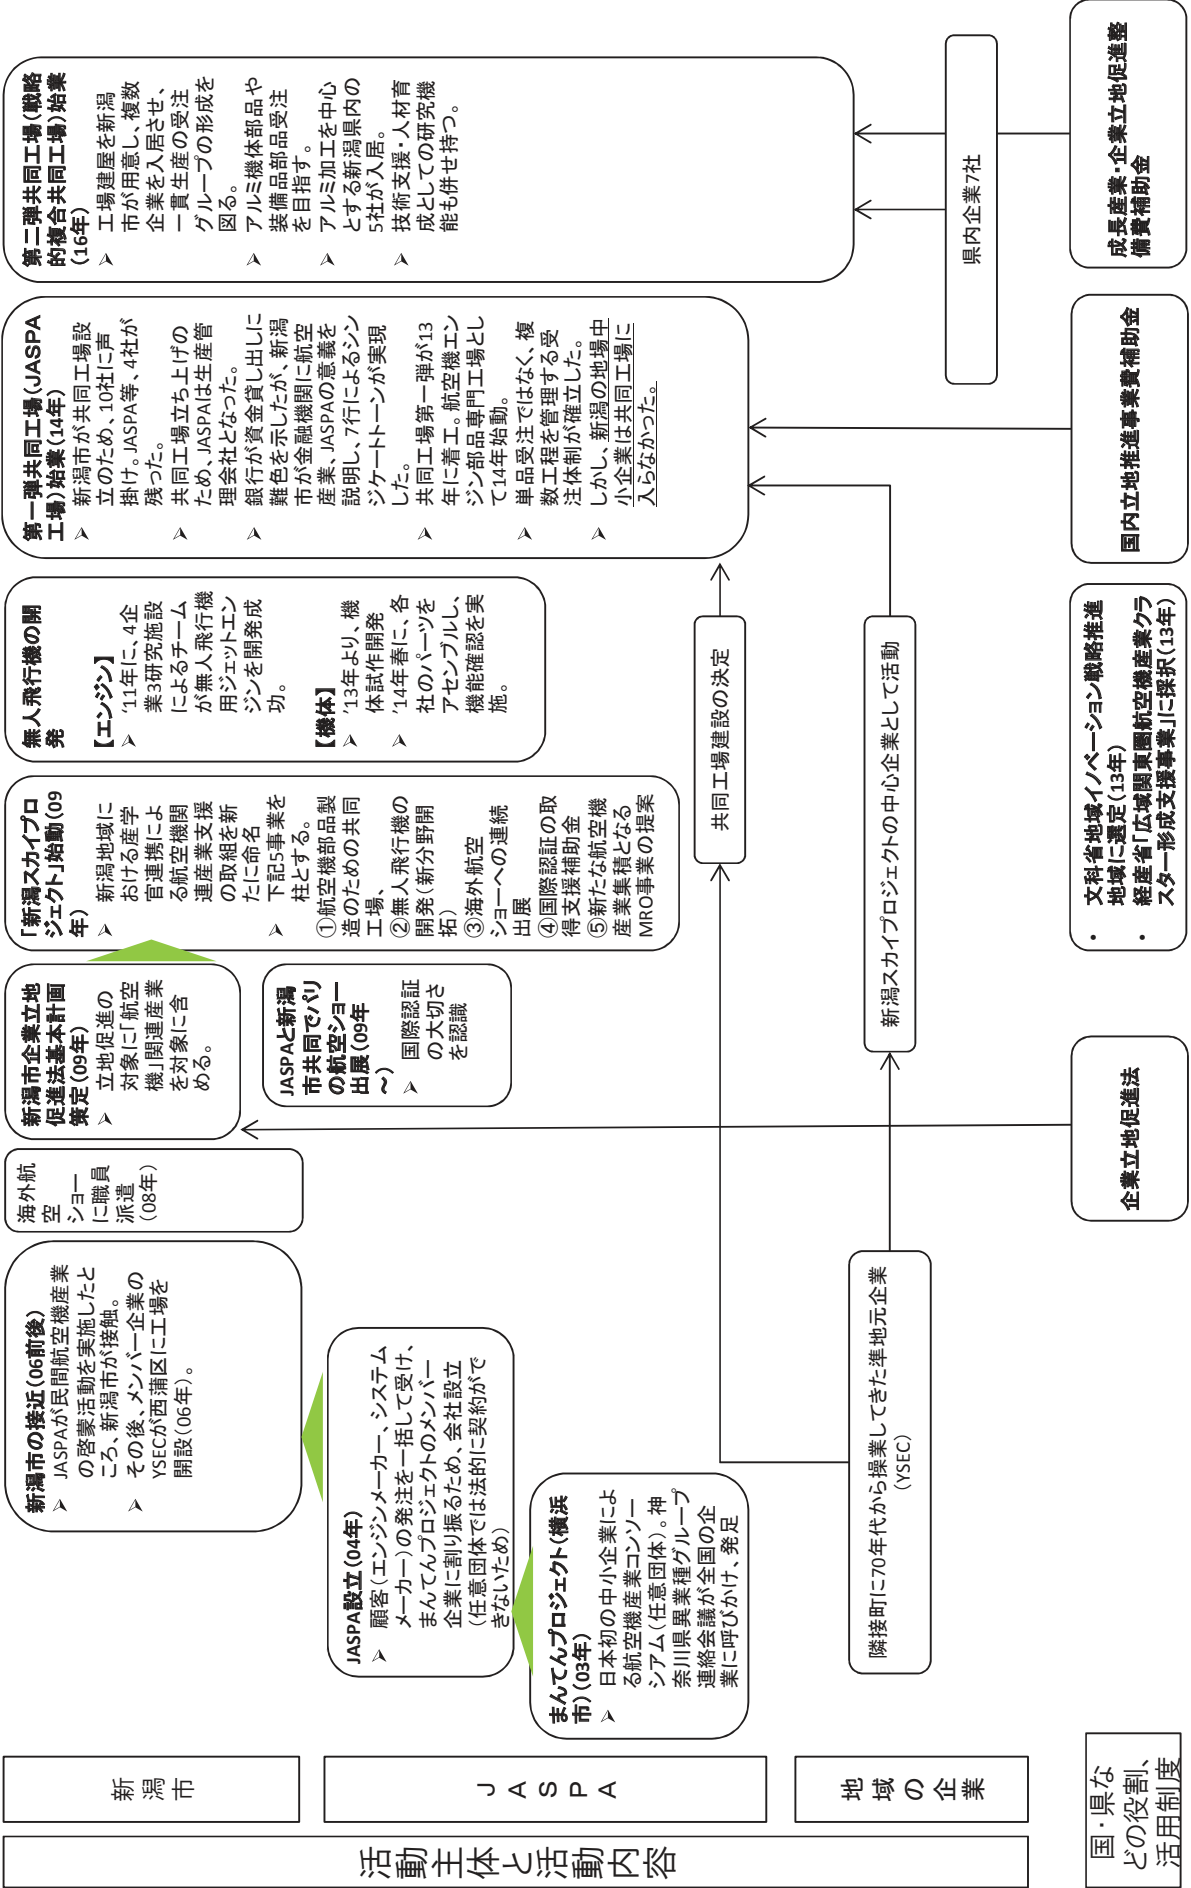 活動主体と活動内容
新潟市
ＪＡＳＰＡ
地域の企業
国・県な
どの役割、
活用制度
新潟市の接近（06前後）
➢ JASPAが民間航空機産業
の啓蒙活動を実施したと
ころ、新潟市が接触。
➢ その後、メンバー企業の
YSECが西蒲区に工場を
開設（06年）。
海外航
空
ショー
に職員
派遣
（08年）
新潟市企業立地
促進法基本計画
策定（09年）
➢ 立地促進の
対象に「航空
機」関連産業
を対象に含
める。
「新潟スカイプロ
ジェクト」始動（09
年）
➢ 新潟地域に
おける産学
官連携によ
る航空機関
連産業支援
の取組を新
たに命名
➢ 下記5事業を
柱とする。
①航空機部品製
造のための共同
工場、
②無人飛行機の
開発（新分野開
拓）
③海外航空
ショーへの連続
出展
④国際認証の取
得支援補助金
⑤新たな航空機
産業集積となる
MRO事業の提案
無人飛行機の開
発
【エンジン】
➢ ’11年に、4企
業3研究施設
によるチーム
が無人飛行機
用ジェットエン
ジンを開発成
功。
【機体】
➢ ’13年より、機
体試作開発
➢ ’14年春に、各
社のパーツを
アセンブルし、
機能確認を実
施。
第一弾共同工場（JASPA
工場）始業（14年）
➢ 新潟市が共同工場設
立のため、10社に声
掛け。JASPA等、4社が
残った。
➢ 共同工場立ち上げの
ため、JASPAは生産管
理会社となった。
➢ 銀行が資金貸し出しに
難色を示したが、新潟
市が金融機関に航空
産業、JASPAの意義を
説明し、7行によるシン
ジケートトーンが実現
した。
➢ 共同工場第一弾が13
年に着工。航空機エン
ジン部品専門工場とし
て14年始動。
➢ 単品受注ではなく、複
数工程を管理する受
注体制が確立した。
➢ しかし、新潟の地場中
小企業は共同工場に
入らなかった。
第二弾共同工場（戦略
的複合共同工場）始業
（16年）
➢ 工場建屋を新潟
市が用意し、複数
企業を入居させ、
一貫生産の受注
グループの形成を
図る。
➢ アルミ機体部品や
装備品部品受注
を目指す。
➢ アルミ加工を中心
とする新潟県内の
5社が入居。
➢ 技術支援・人材育
成としての研究機
能も併せ持つ。
JASPA設立（04年）
➢ 顧客（エンジンメーカー、システム
メーカー）の発注を一括して受け、
まんてんプロジェクトのメンバー
企業に割り振るため、会社設立
（任意団体では法的に契約がで
きないため）
JASPAと新潟
市共同でパリ
の航空ショー
出展（09年
～）
➢ 国際認証
の大切さ
を認識
まんてんプロジェクト（横浜
市）（03年）
➢ 日本初の中小企業によ
る航空機産業コンソー
シアム（任意団体）。神
奈川県異業種グループ
連絡会議が全国の企
業に呼びかけ、発足
共同工場建設の決定
隣接町に70年代から操業してきた準地元企業
（YSEC）
新潟スカイプロジェクトの中心企業として活動
県内企業7社
企業立地促進法
• 文科省地域イノベーション戦略推進
地域に選定（13年）
• 経産省「広域関東圏航空機産業クラ
スター形成支援事業」に採択（13年）
国内立地推進事業費補助金
成長産業・企業立地促進整
備費補助金